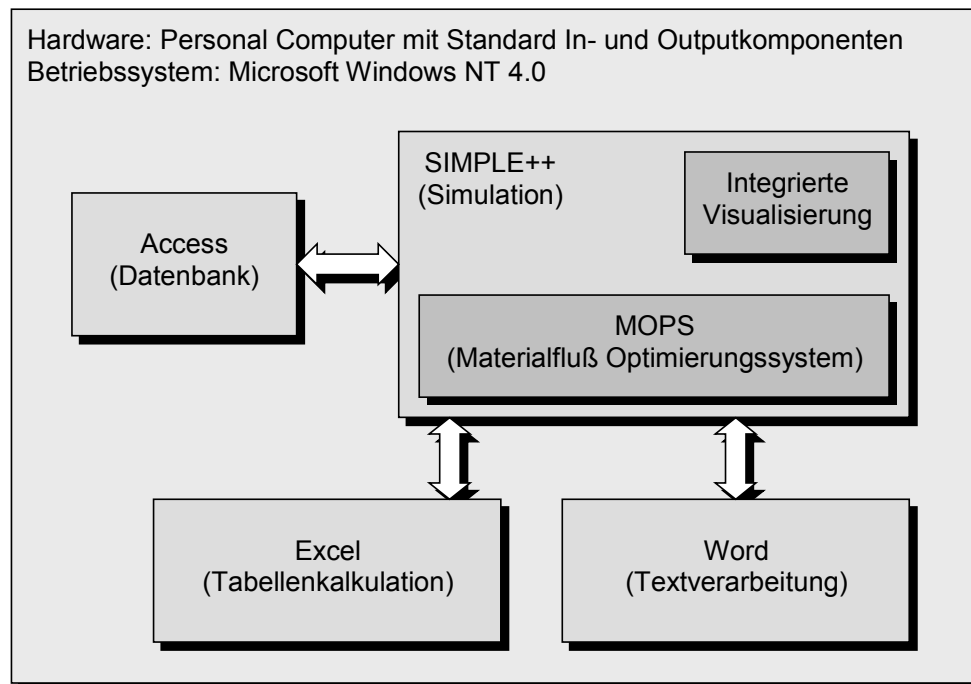 Hardware: Personal Computer mit Standard In- und Outputkomponenten
Betriebssystem: Microsoft Windows NT 4.0
SIMPLE++
(Simulation)
Integrierte
Visualisierung
Access
(Datenbank)
MOPS
(Materialfluß Optimierungssystem)
Excel
(Tabellenkalkulation)
Word
(Textverarbeitung)